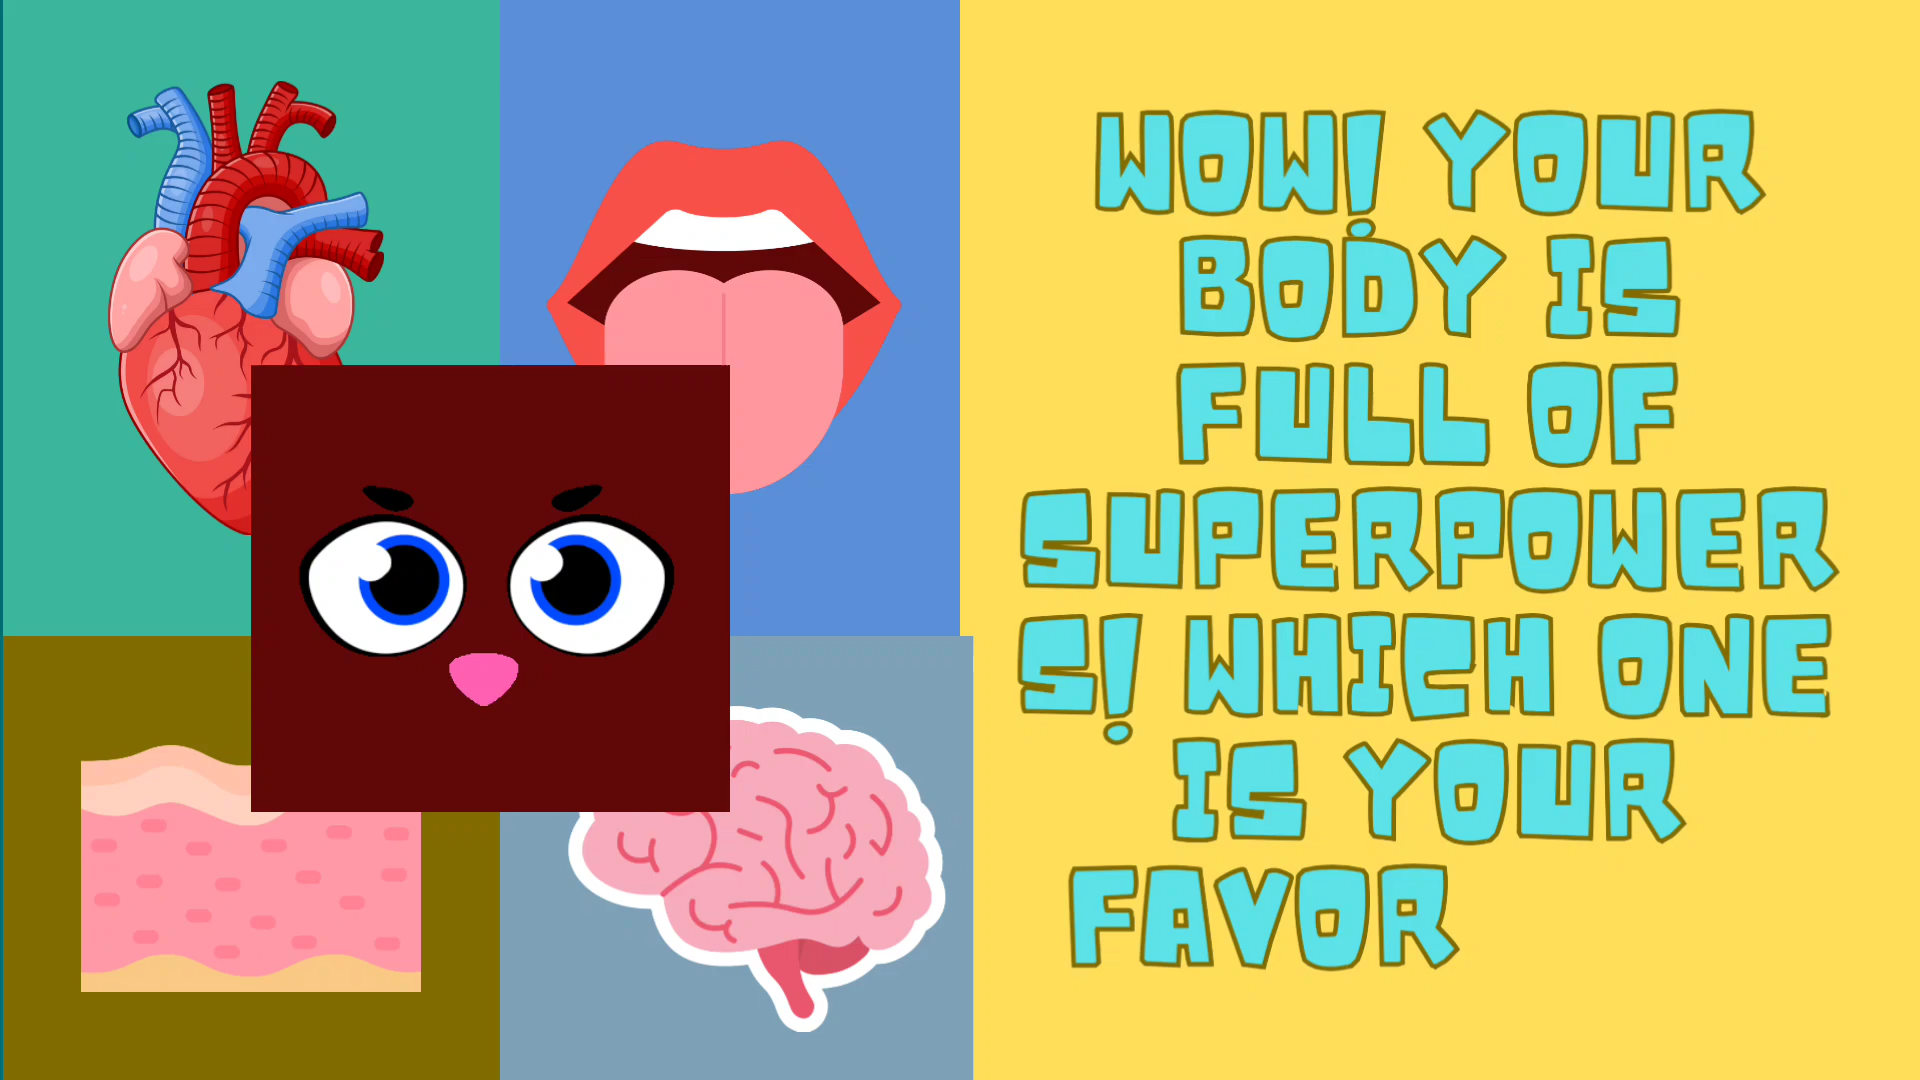 WOW! YOUR
BODY IS
FULL OF
SUPERPOWER
S! WHICH ONE
IS YOUR
FAVOR